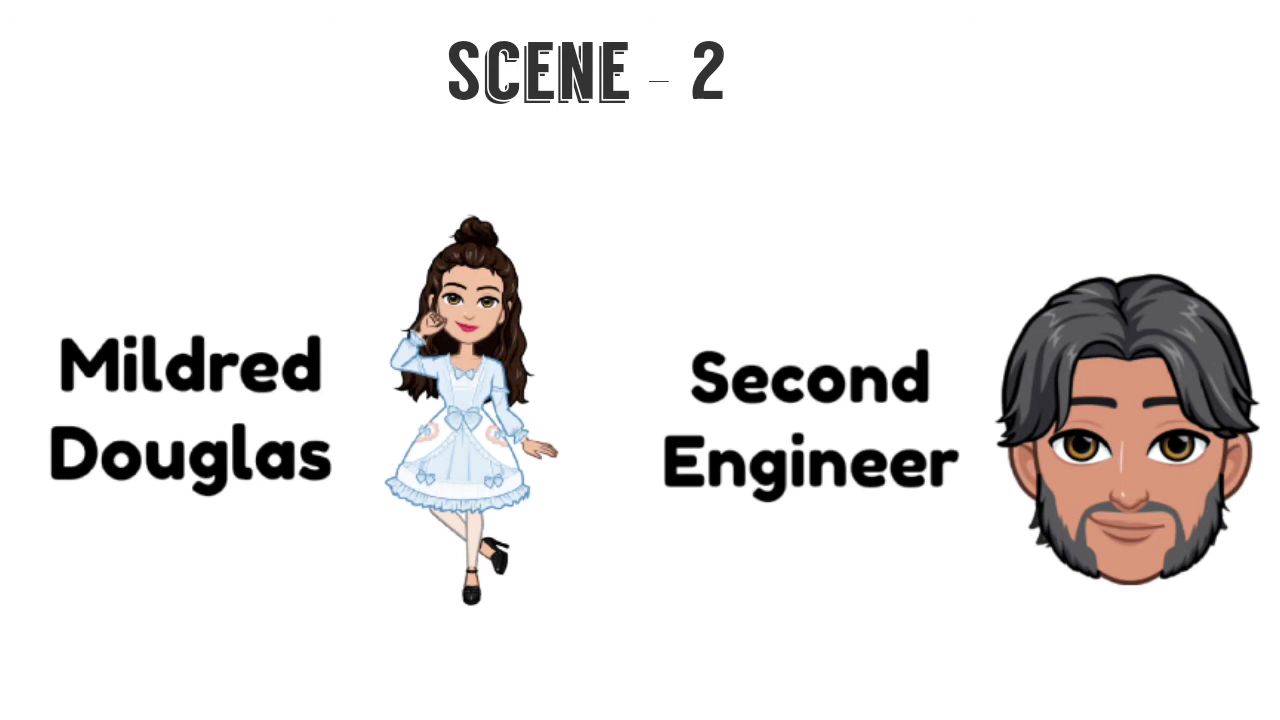 SCENE – 2
Mildred
Douglas
Second
Engineer